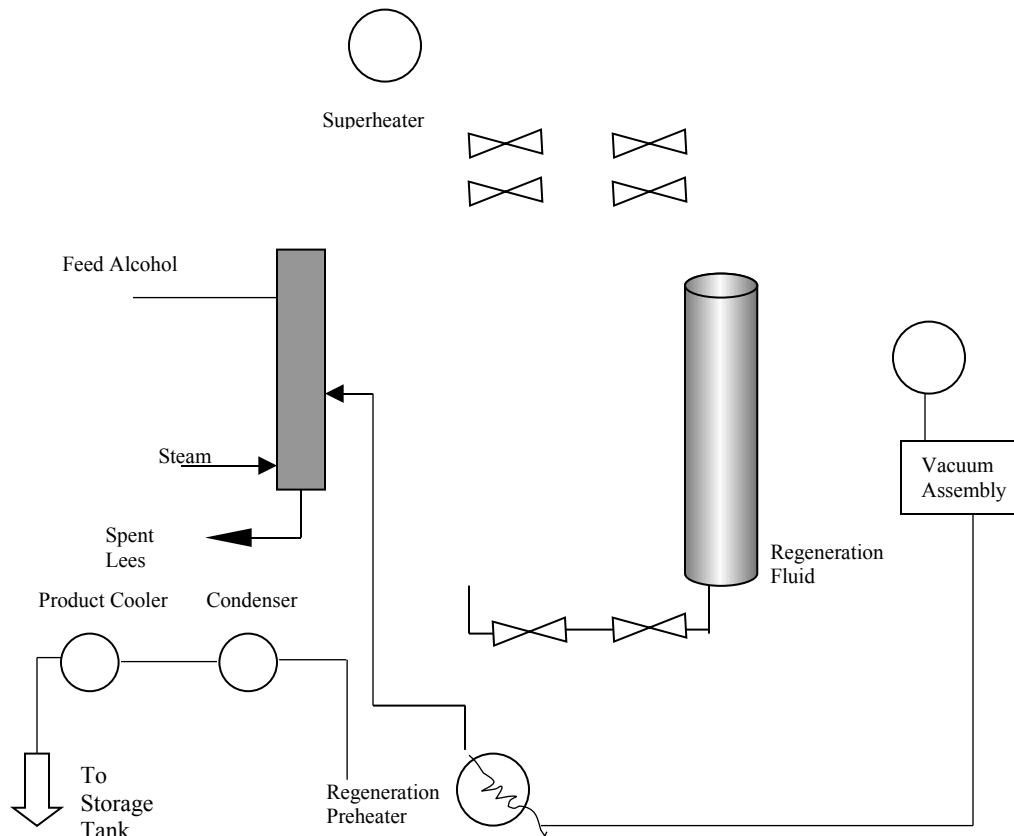 Superheater
Feed Alcohol
Steam
Vacuum
Assembly
Spent
Lees
Regeneration
Fluid
Product Cooler
Condenser
To
Storage
Tank
Regeneration
Preheater